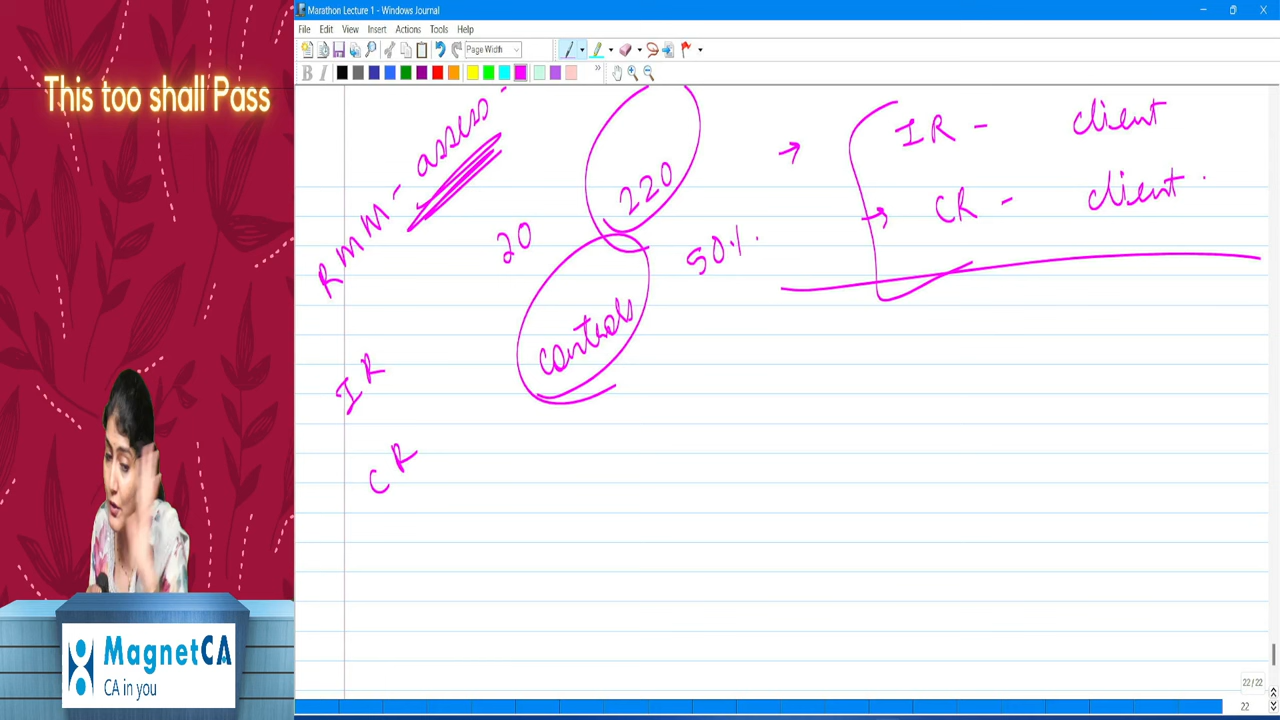 Marathon Lecture 1 - Windows Journal
File Edit View Insert Actions Tools Help
Page Width
B I
This too shall Pass
RMM - assess
20
220
50%.
controls
IR
CR
→ IR - client
→ CR - client
MagnetCA
CA in you
22/22
22